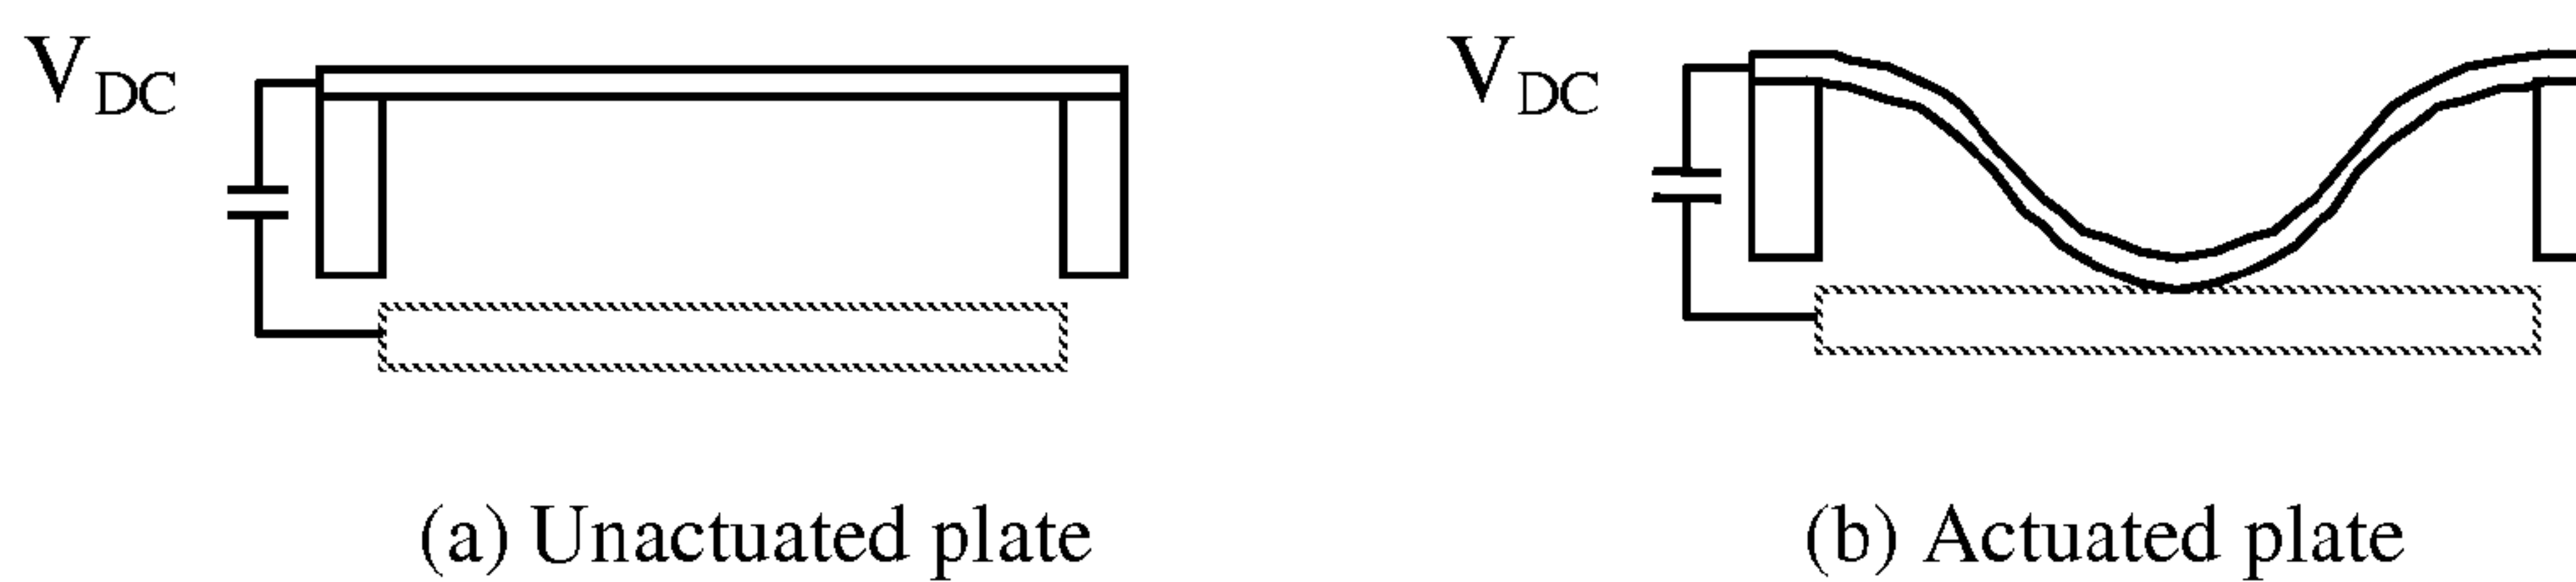 V_DC
V_DC
(a) Unactuated plate
(b) Actuated plate